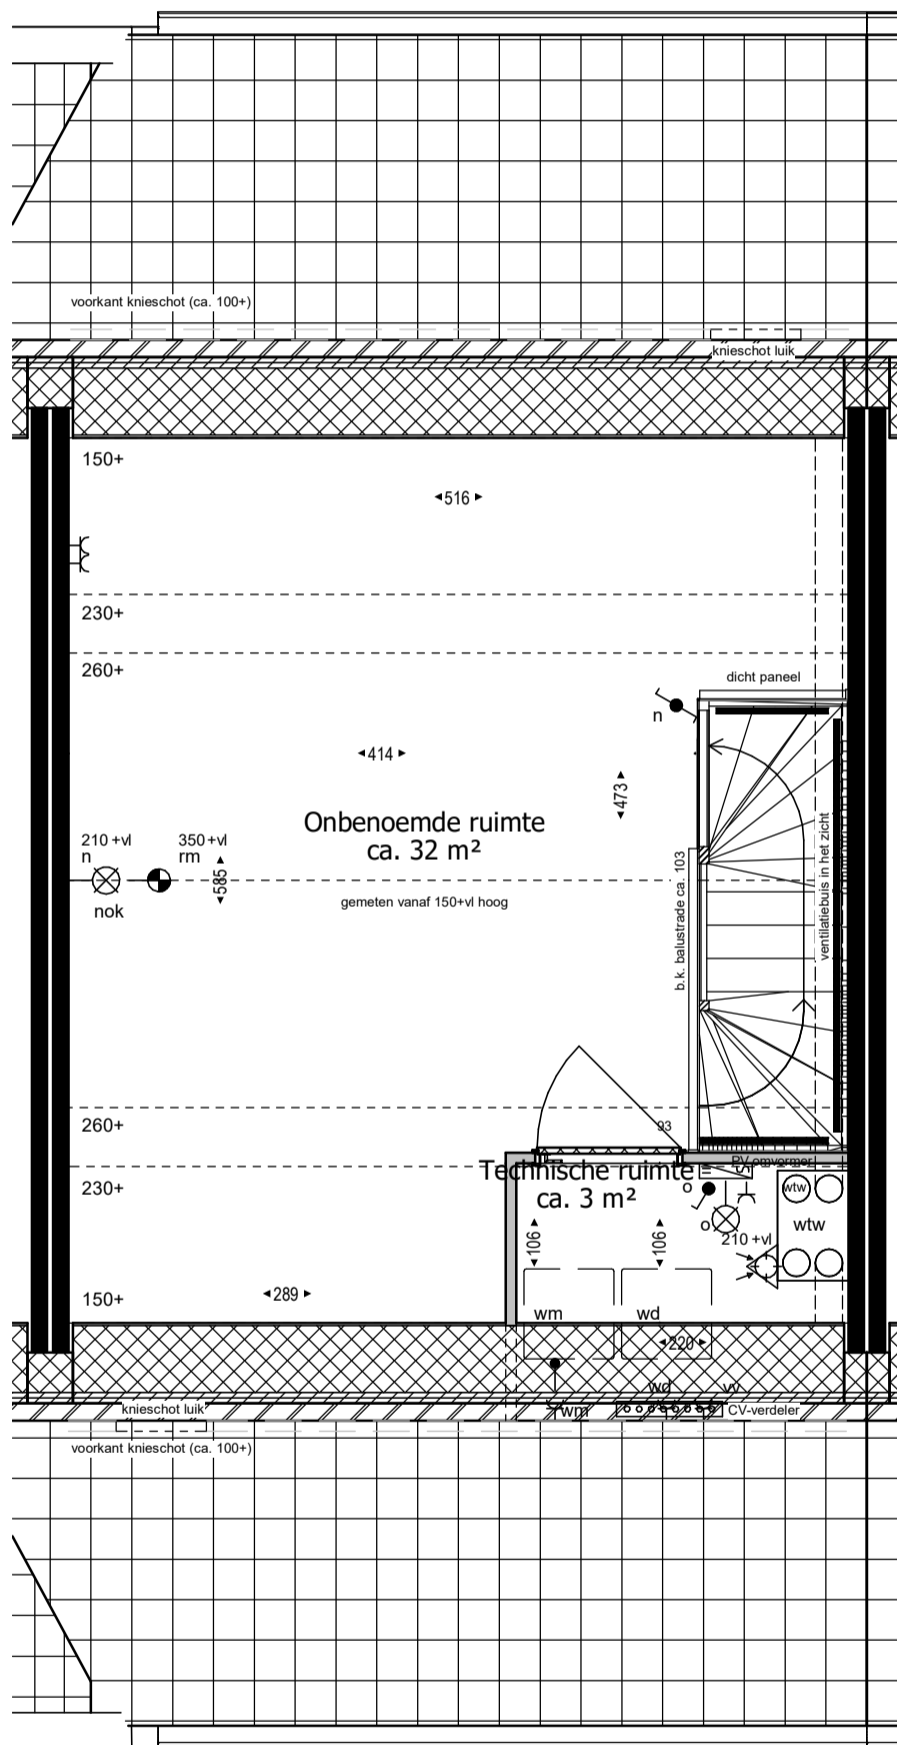 voorkant knieschot (ca. 100+)
knieschot luik
150+
516
230+
260+
dicht paneel
n
414
473
Onbenoemde ruimte
ca. 32 m²
210 +vl
n
350+vl
rm
585
nok
gemeten vanaf 150+vl hoog
b.k. balustrade ca. 103
ventilatiebuis in het zicht
260+
93
PV omvormer
Technische ruimte
ca. 3 m²
230+
o
wtw
wtw
o
210 +vl
106
106
289
150+
wm
wd
220
wd
vv
wm
CV-verdeler
knieschot luik
voorkant knieschot (ca. 100+)